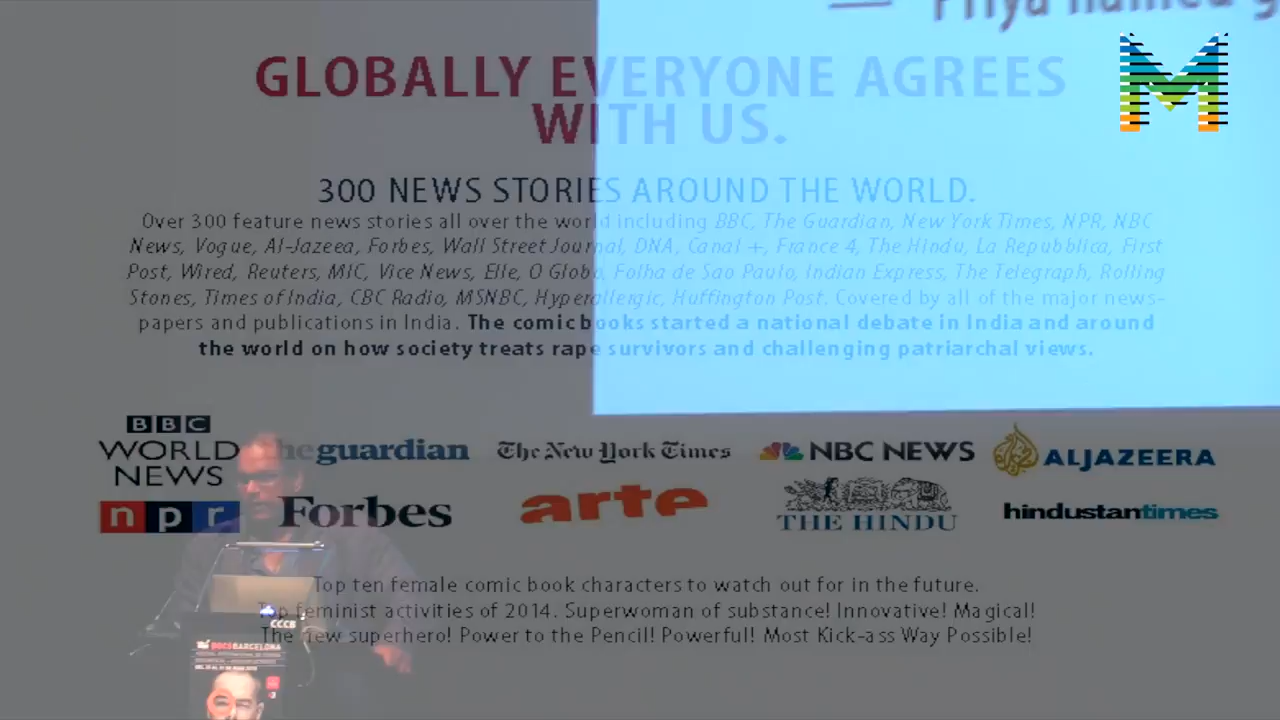 Priya named g
M
GLOBALLY EVERYONE AGREES
WITH US.
300 NEWS STORIES AROUND THE WORLD.
Over 300 feature news stories all over the world including BBC, The Guardian, New York Times, NPR, NBC
News, Vogue, Al-Jazeera, Forbes, Wall Street Journal, DNA, Canal +, France 4, The Hindu, La Repubblica, First
Post, Wired, Reuters, MIC, Vice News, Elle, O Globo, Folha de Sao Paulo, Indian Express, The Telegraph, Rolling
Stones, Times of India, CBC Radio, MSNBC, Hyperallergic, Huffington Post. Covered by all of the major news-
papers and publications in India. The comic books started a national debate in India and around
the world on how society treats rape survivors and challenging patriarchal views.
BBC
WORLD
NEWS
theguardian
The New York Times
NBC NEWS
ALJAZEERA
npr
Forbes
arte
THE HINDU
hindustantimes
Top ten female comic book characters to watch out for in the future.
Top feminist activities of 2014. Superwoman of substance! Innovative! Magical!
The new superhero! Power to the Pencil! Powerful! Most Kick-ass Way Possible!
CCCB
DOCSBARCELONA